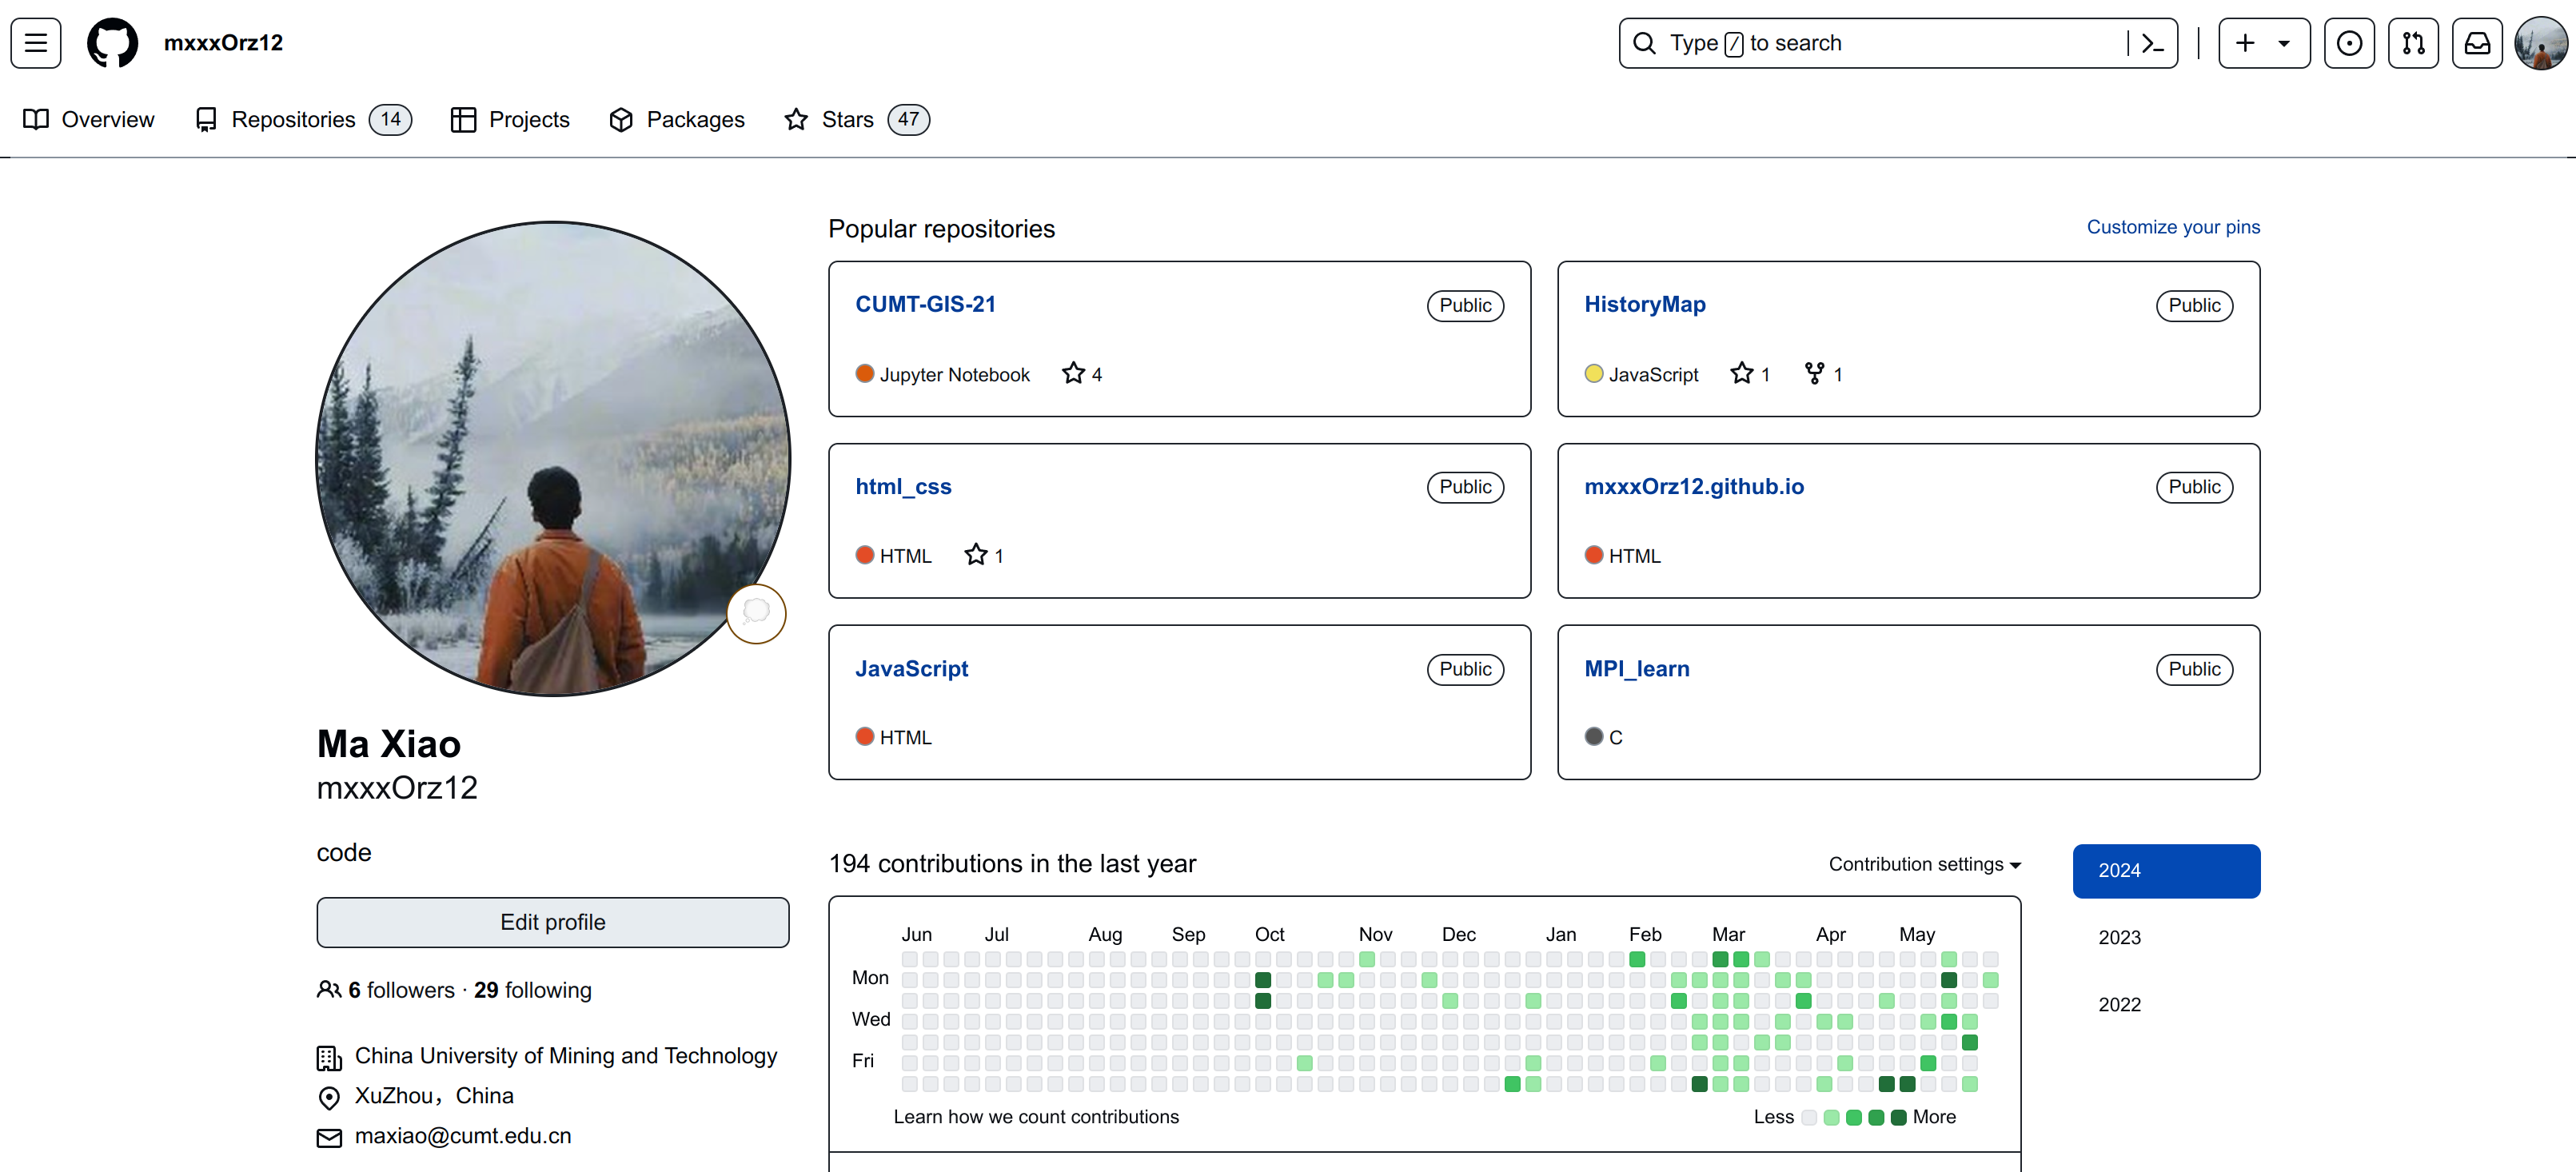 mxxxOrz12
Type / to search
Overview
Repositories 14
Projects
Packages
Stars 47
Popular repositories
Customize your pins
CUMT-GIS-21 Public
Jupyter Notebook 4
HistoryMap Public
JavaScript 1 1
html_css Public
HTML 1
mxxxOrz12.github.io Public
HTML
JavaScript Public
HTML
MPI_learn Public
C
Ma Xiao
mxxxOrz12
code
Edit profile
6 followers · 29 following
China University of Mining and Technology
XuZhou，China
maxiao@cumt.edu.cn
194 contributions in the last year
Contribution settings
2024
2023
2022
Jun Jul Aug Sep Oct Nov Dec Jan Feb Mar Apr May
Mon
Wed
Fri
Learn how we count contributions
Less More